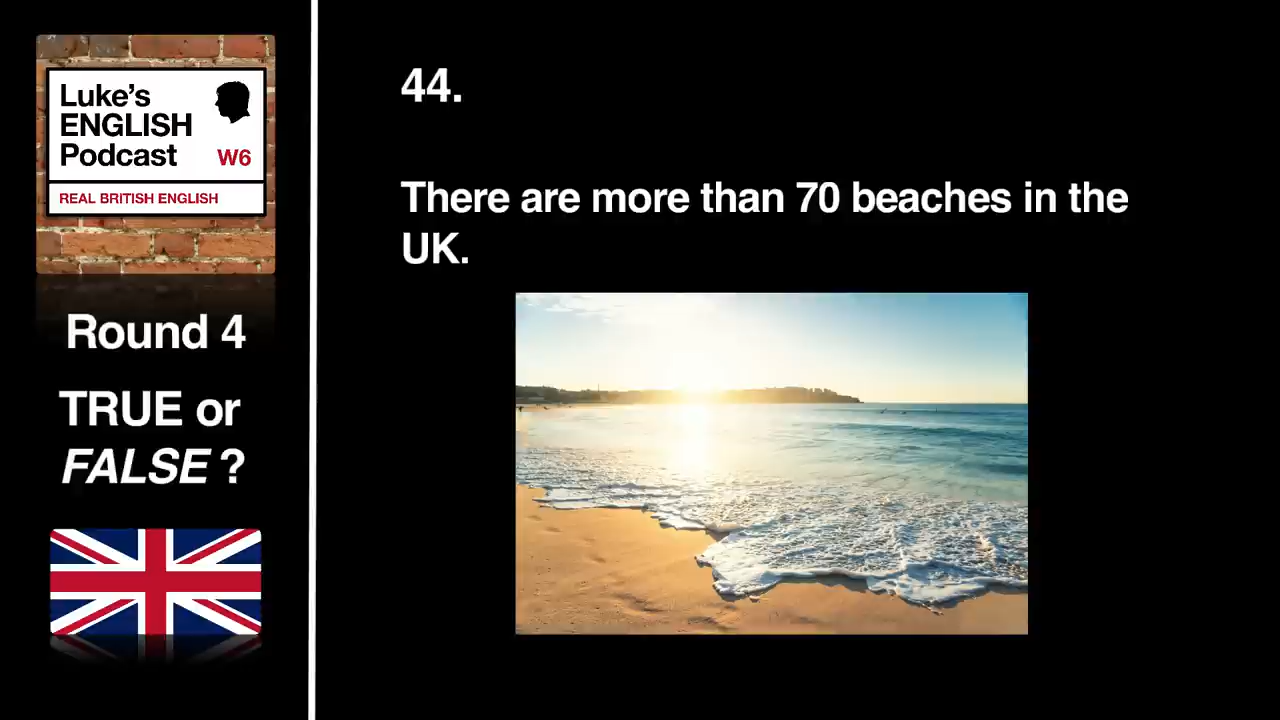 Luke's
ENGLISH
Podcast
W6
REAL BRITISH ENGLISH
Round 4
TRUE or
FALSE ?
44.
There are more than 70 beaches in the
UK.